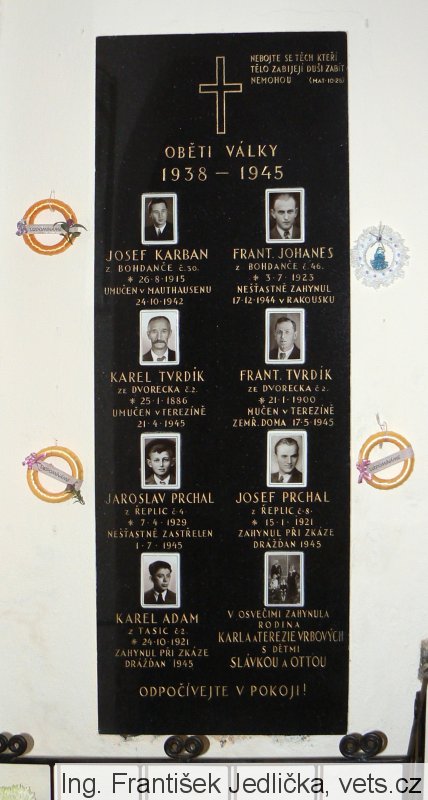 NEBOJTE SE TĚCH KTEŘÍ
TĚLO ZABÍJEJÍ DUŠI ZABÍT
NEMOHOU (MAT·10·28)
OBĚTI VÁLKY
1938 – 1945
JOSEF KARBAN
Z BOHDANČE č.30.
* 26·8·1915
UMUČEN V MAUTHAUSENU
24·10·1942
FRANT. JOHANES
Z BOHDANČE č.46.
* 3·7·1923
NEŠŤASTNĚ ZAHYNUL
17·12·1944 V RAKOUSKU
KAREL TVRDÍK
ZE DVORECKA č.2.
* 25·1·1886
UMUČEN V TEREZÍNĚ
21·4·1945
FRANT. TVRDÍK
ZE DVORECKA č.2.
* 21·1·1900
MUČEN V TEREZÍNĚ
ZEMŘ. DOMA 17·5·1945
JAROSLAV PRCHAL
Z ŘEPLIC č·4·
* 7·4·1929
NEŠŤASTNĚ ZASTŘELEN
1·7·1945
JOSEF PRCHAL
Z ŘEPLIC č·8·
* 15·1·1921
ZAHYNUL PŘI ZKÁZE
DRÁŽĎAN 1945
KAREL ADAM
Z TASIC č·2.
* 24·10·1921
ZAHYNUL PŘI ZKÁZE
DRÁŽĎAN 1945
V OSVĚČIMI ZAHYNULA
RODINA
KARLA A TEREZIE VRBOVÝCH
S DĚTMI
SLÁVKOU A OTTOU
ODPOČÍVEJTE V POKOJI!
Ing. František Jedlička, vets.cz